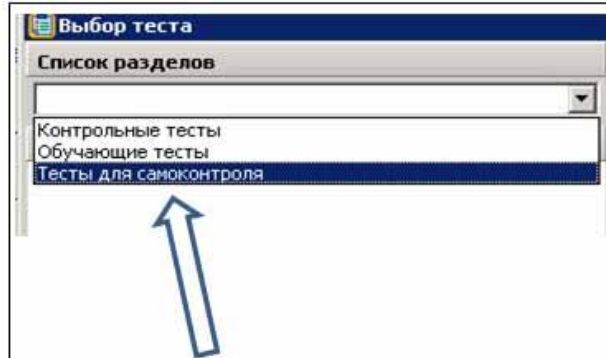 Выбор теста
Список разделов
Контрольные тесты
Обучающие тесты
Тесты для самоконтроля